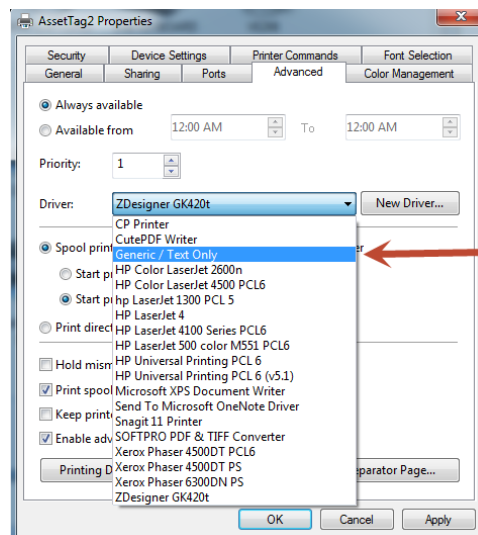 AssetTag2 Properties
Security Device Settings Printer Commands Font Selection
General Sharing Ports Advanced Color Management
Always available
Available from 12:00 AM To 12:00 AM
Priority: 1
Driver: ZDesigner GK420t New Driver...
CP Printer
CutePDF Writer
Spool prin
Generic / Text Only
er
HP Color LaserJet 2600n
Start p
HP Color LaserJet 4500 PCL6
Start p
hp LaserJet 1300 PCL 5
HP LaserJet 4
Print direc
HP LaserJet 4100 Series PCL6
HP LaserJet 500 color M551 PCL6
HP Universal Printing PCL 6
Hold mism
HP Universal Printing PCL 6 (v5.1)
Print spool
Microsoft XPS Document Writer
Send To Microsoft OneNote Driver
Keep printe
Snagit 11 Printer
Enable adv
SOFTPRO PDF & TIFF Converter
Xerox Phaser 4500DT PCL6
Printing D
Xerox Phaser 4500DT PS
eparator Page...
Xerox Phaser 6300DN PS
ZDesigner GK420t
OK Cancel Apply